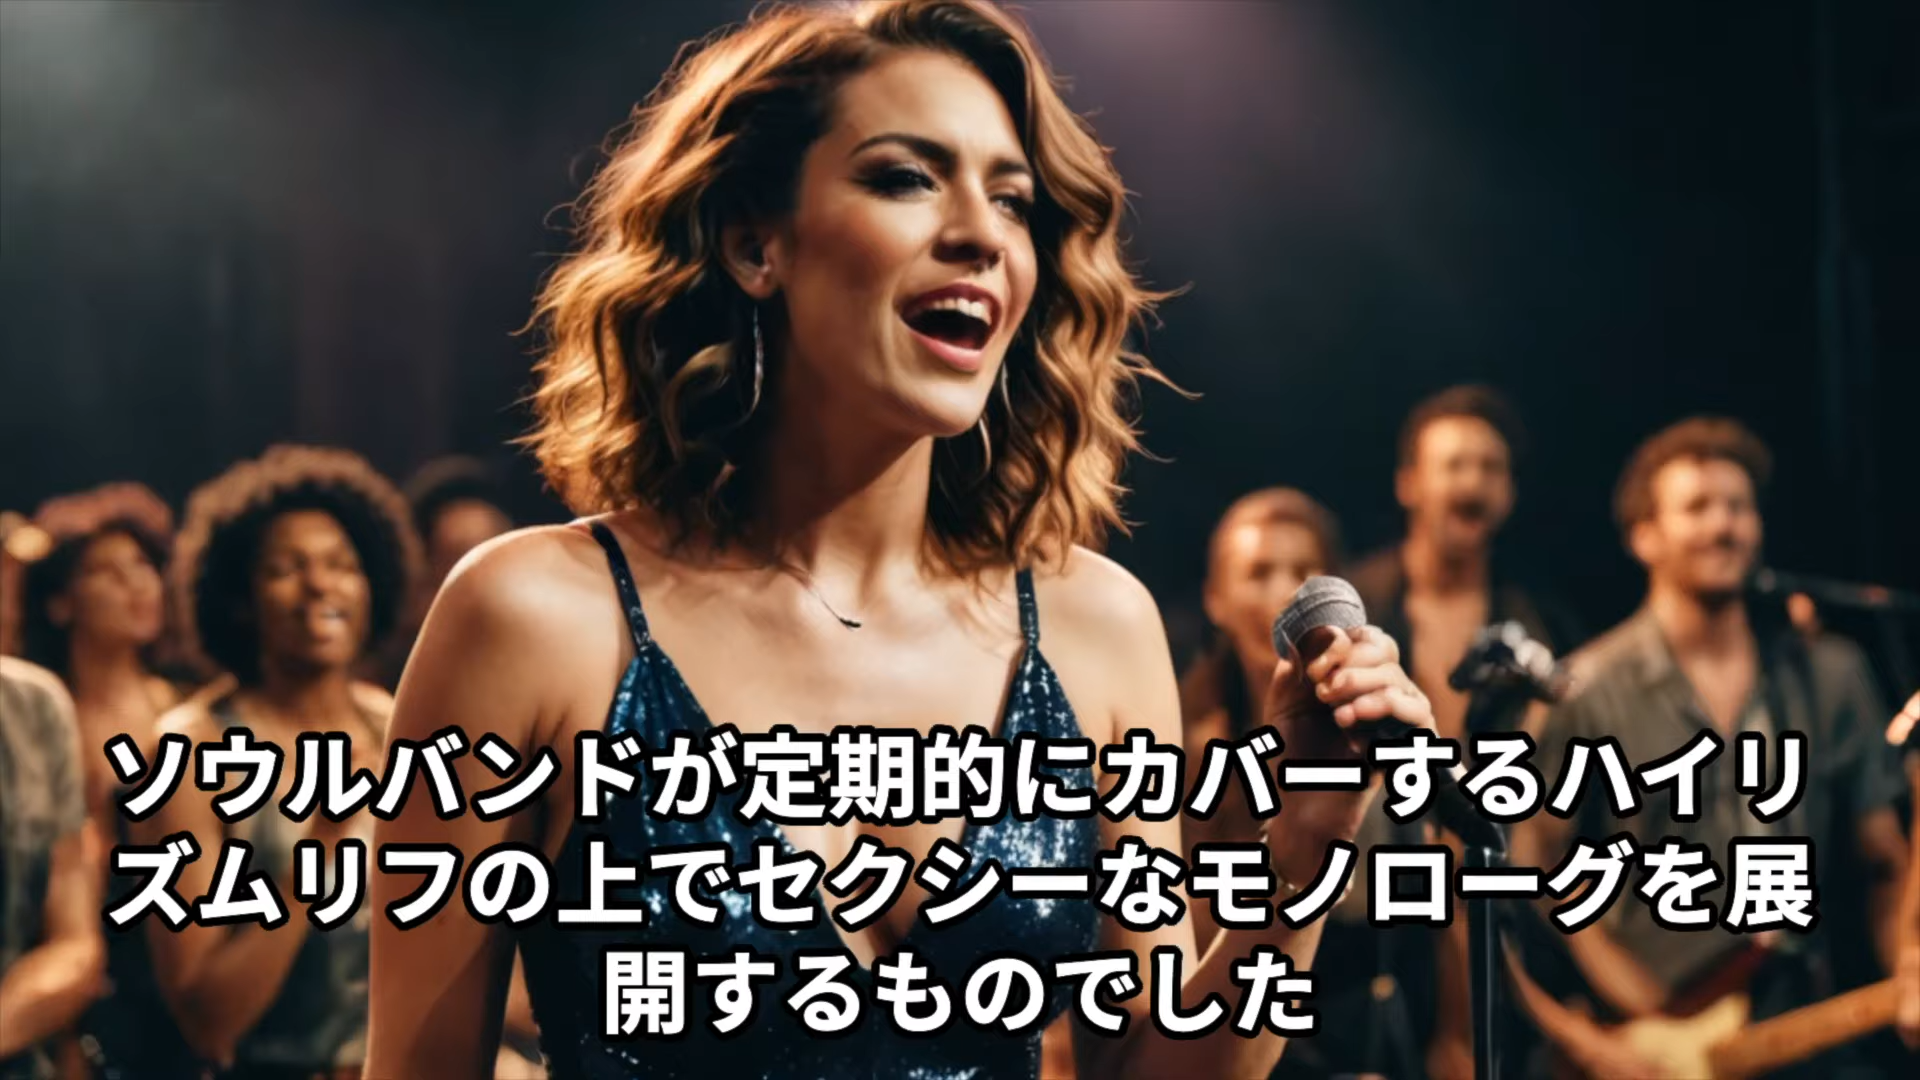 ソウルバンドが定期的にカバーするハイリ
ズムリフの上でセクシーなモノローグを展
開するものでした